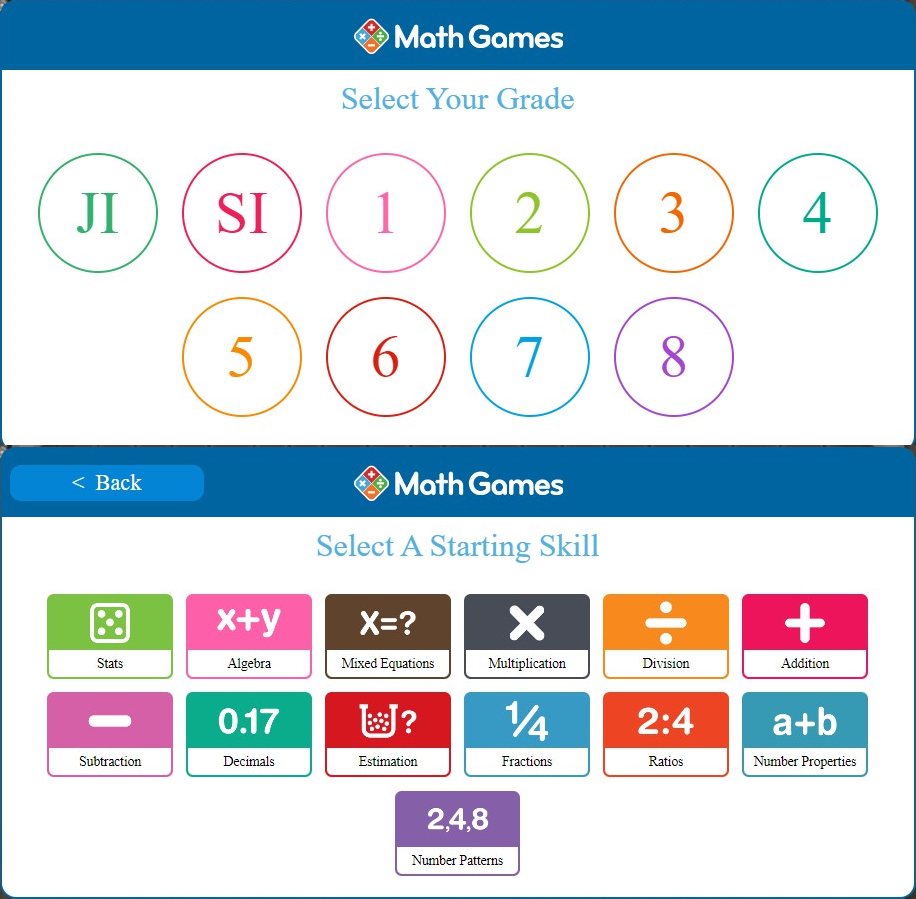 Math Games
Select Your Grade
JI SI 1 2 3 4
5 6 7 8
< Back
Math Games
Select A Starting Skill
x+y X=? × ÷ +
Stats Algebra Mixed Equations Multiplication Division Addition
− 0.17 ? 1/4 2:4 a+b
Subtraction Decimals Estimation Fractions Ratios Number Properties
2,4,8
Number Patterns